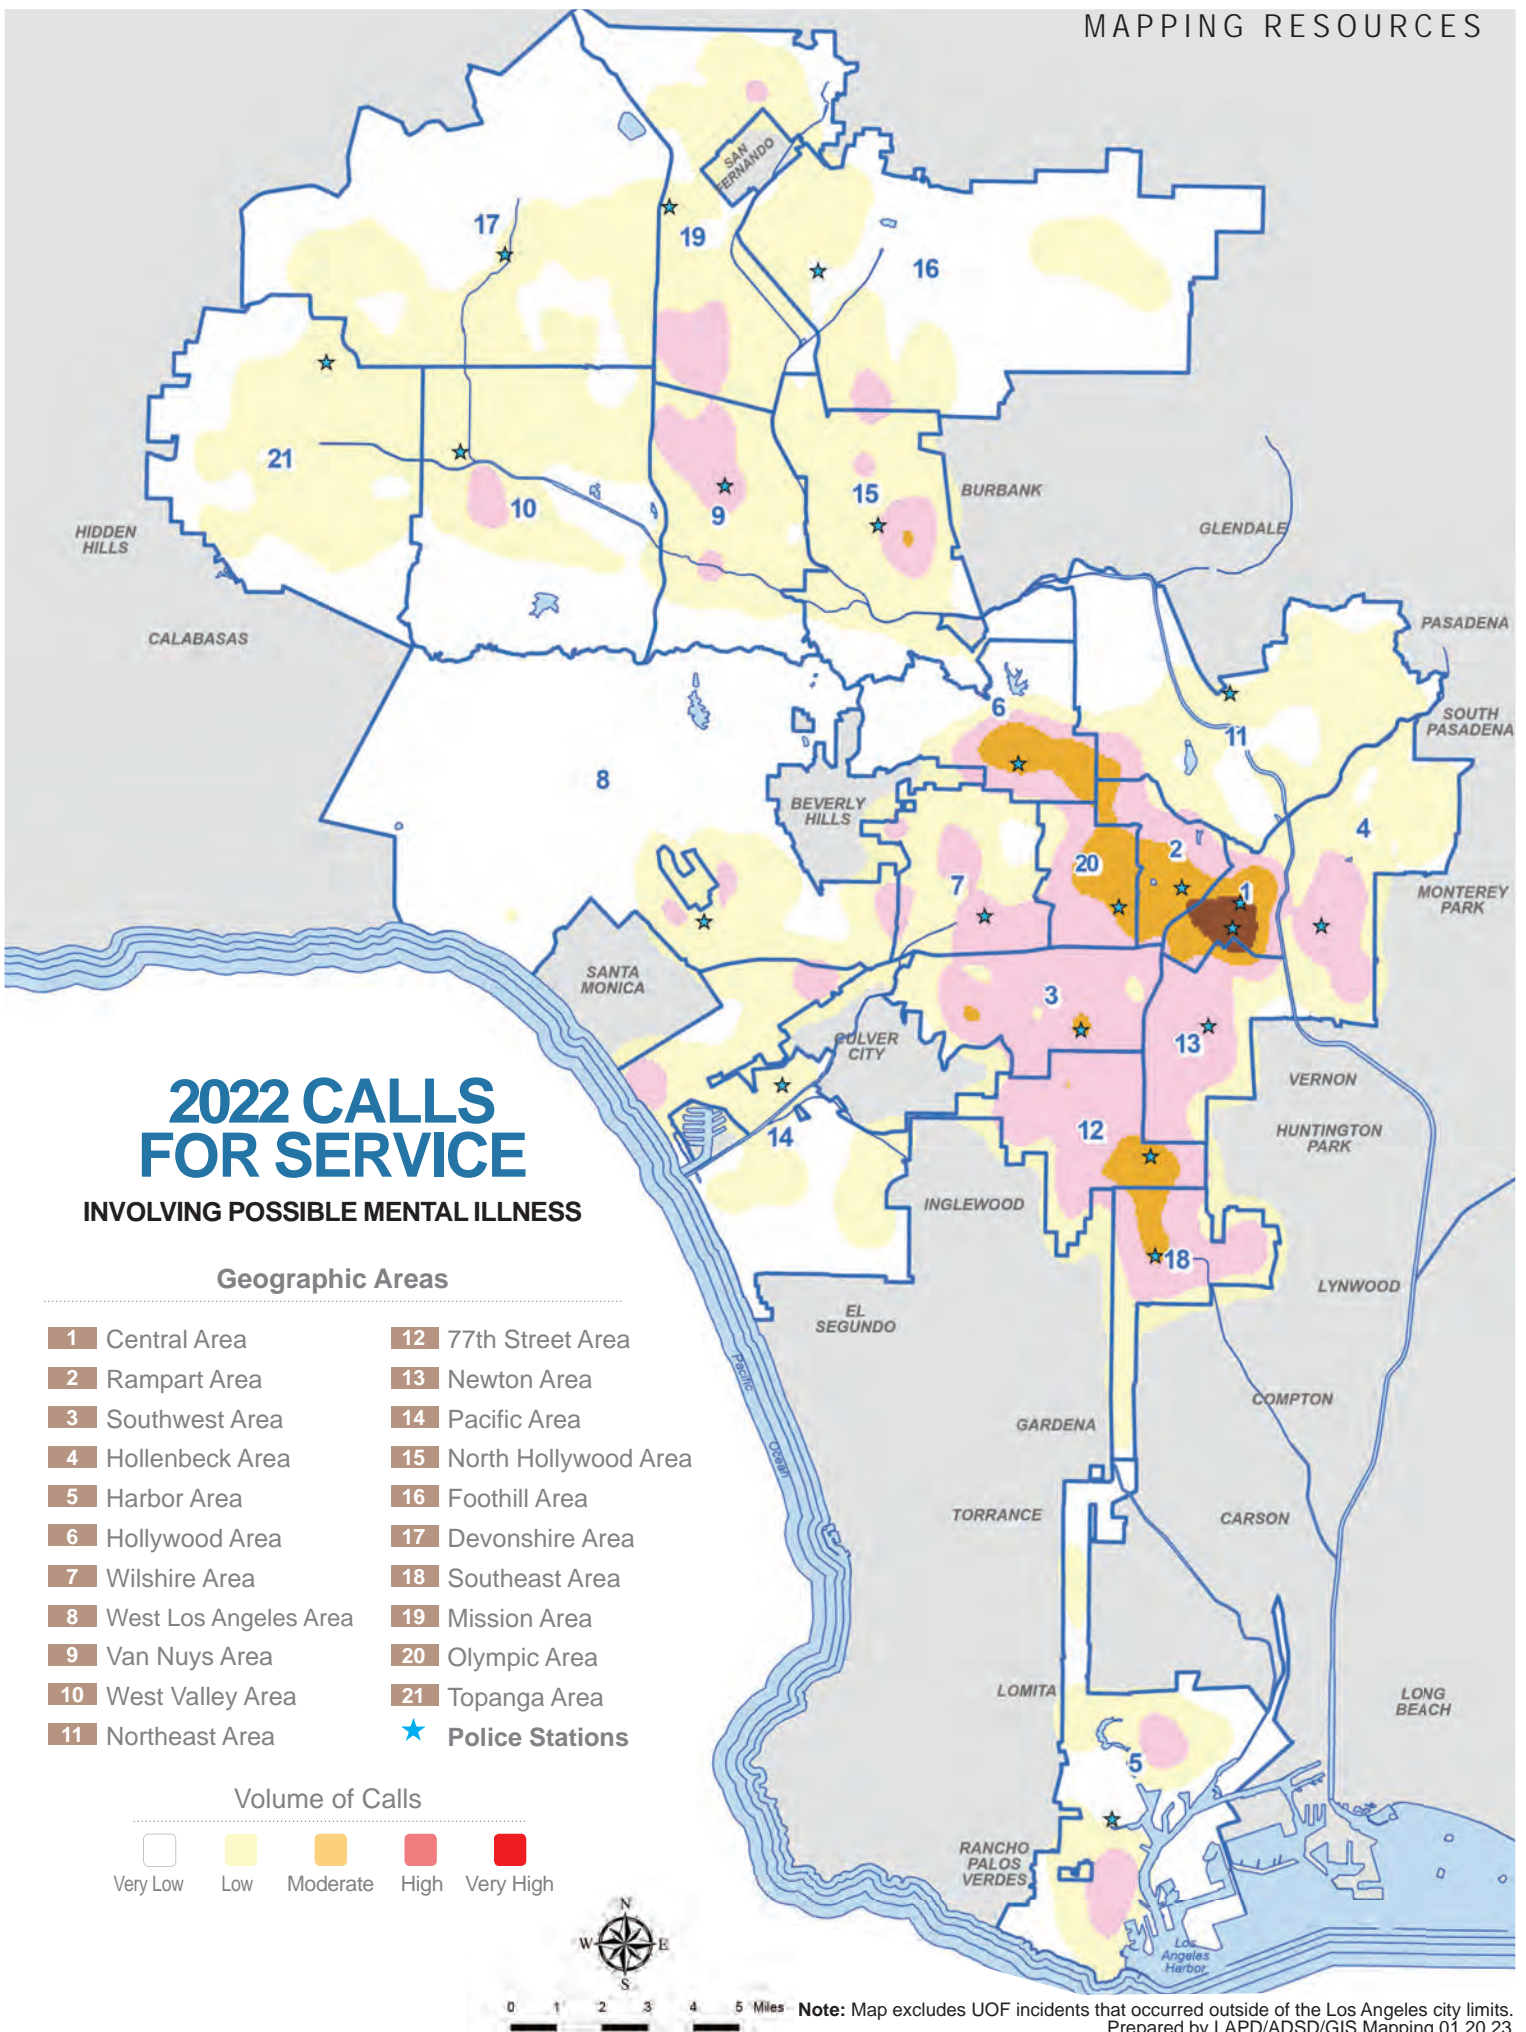 MAPPING RESOURCES
SAN
FERNANDO
17
19
16
21
10
9
15
BURBANK
GLENDALE
HIDDEN
HILLS
CALABASAS
PASADENA
SOUTH
PASADENA
6
11
8
BEVERLY
HILLS
4
2
20
7
1
MONTEREY
PARK
SANTA
MONICA
3
CULVER
CITY
13
VERNON
HUNTINGTON
PARK
12
14
INGLEWOOD
18
LYNWOOD
EL
SEGUNDO
Pacific
Ocean
COMPTON
GARDENA
TORRANCE
CARSON
LOMITA
LONG
BEACH
5
RANCHO
PALOS
VERDES
Los
Angeles
Harbor
2022 CALLS
FOR SERVICE
INVOLVING POSSIBLE MENTAL ILLNESS
Geographic Areas
1 Central Area
2 Rampart Area
3 Southwest Area
4 Hollenbeck Area
5 Harbor Area
6 Hollywood Area
7 Wilshire Area
8 West Los Angeles Area
9 Van Nuys Area
10 West Valley Area
11 Northeast Area
12 77th Street Area
13 Newton Area
14 Pacific Area
15 North Hollywood Area
16 Foothill Area
17 Devonshire Area
18 Southeast Area
19 Mission Area
20 Olympic Area
21 Topanga Area
Police Stations
Volume of Calls
Very Low Low Moderate High Very High
N
W E
S
0 1 2 3 4 5 Miles
Note: Map excludes UOF incidents that occurred outside of the Los Angeles city limits.
Prepared by LAPD/ADSD/GIS Mapping 01.20.23